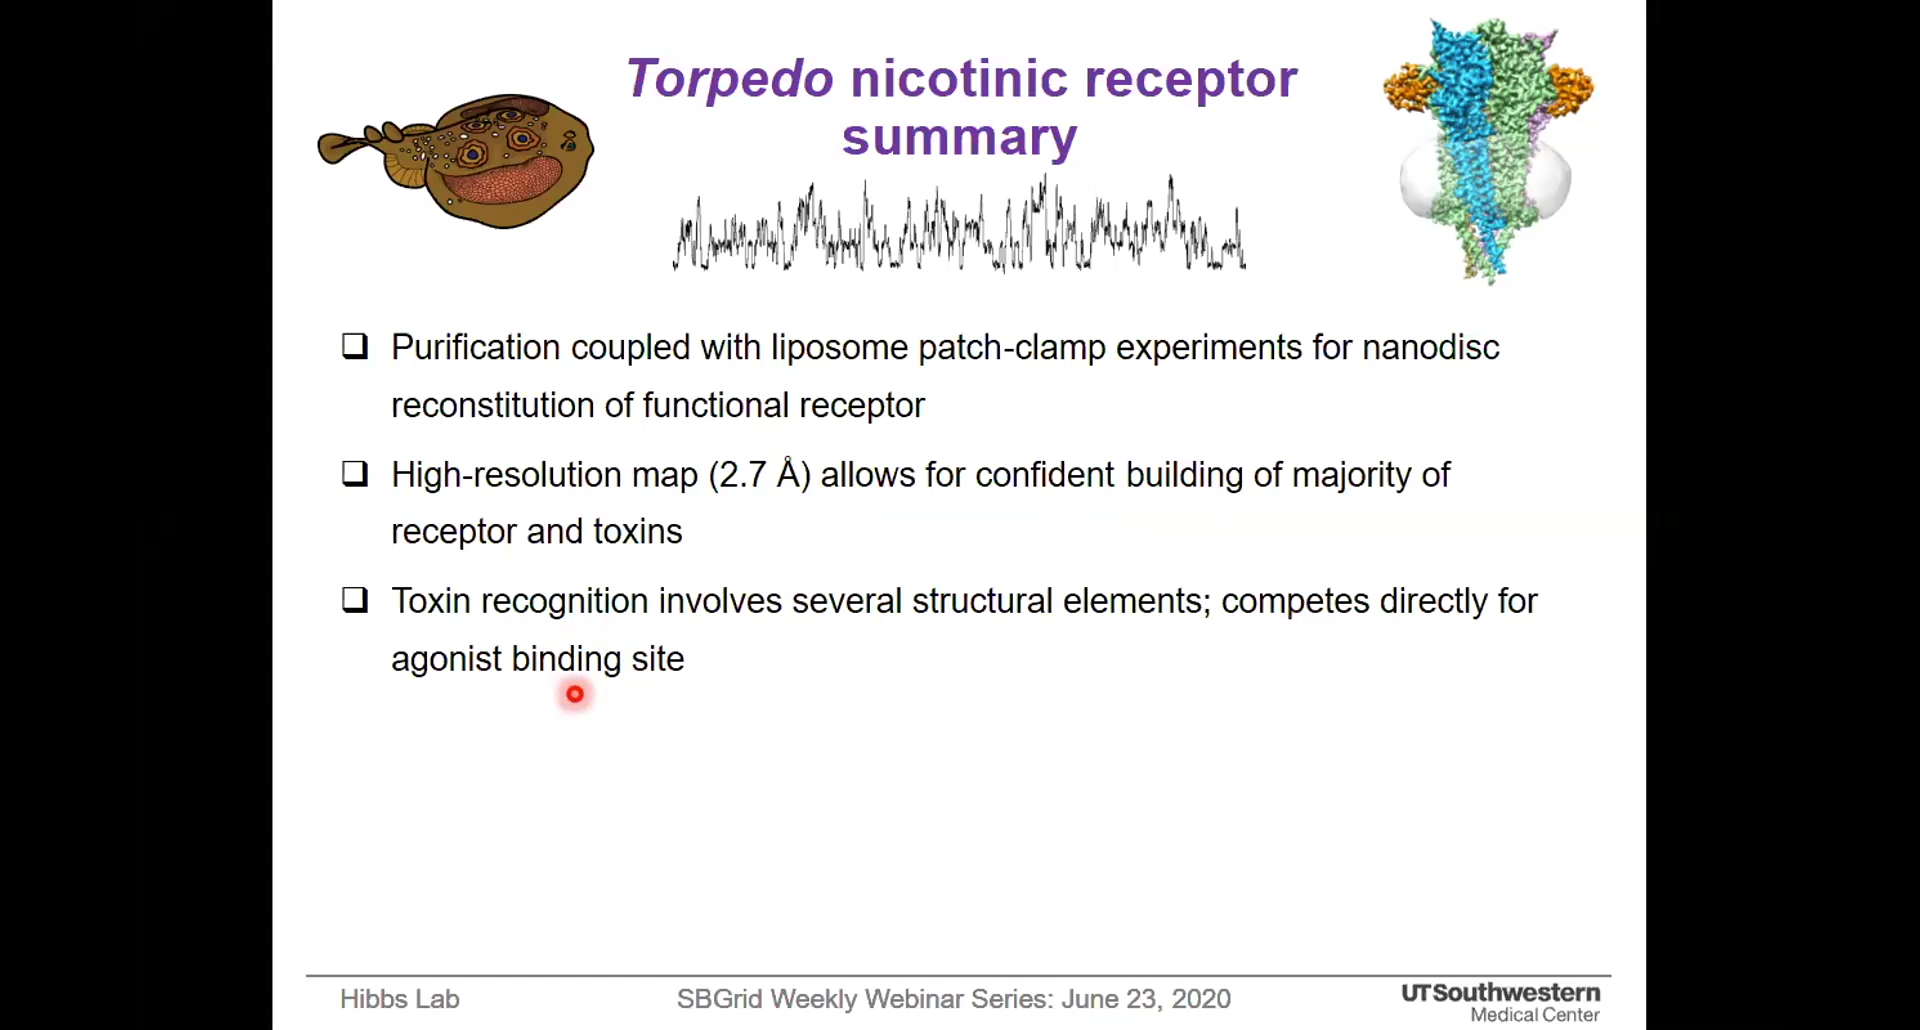 Torpedo nicotinic receptor
summary
Purification coupled with liposome patch-clamp experiments for nanodisc
reconstitution of functional receptor
High-resolution map (2.7 Å) allows for confident building of majority of
receptor and toxins
Toxin recognition involves several structural elements; competes directly for
agonist binding site
Hibbs Lab
SBGrid Weekly Webinar Series: June 23, 2020
UTSouthwestern
Medical Center